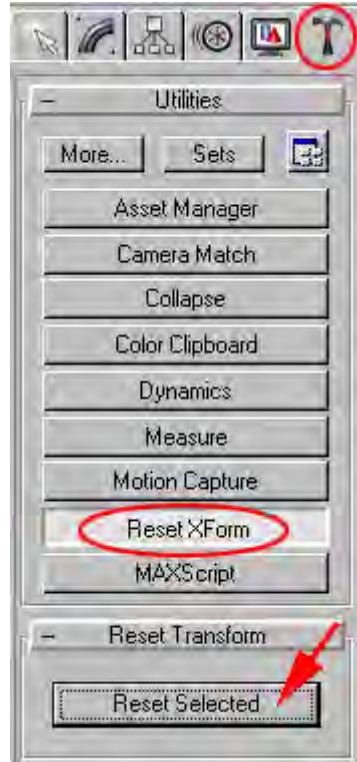 Utilities
More... Sets
Asset Manager
Camera Match
Collapse
Color Clipboard
Dynamics
Measure
Motion Capture
Reset XForm
MAXScript
Reset Transform
Reset Selected